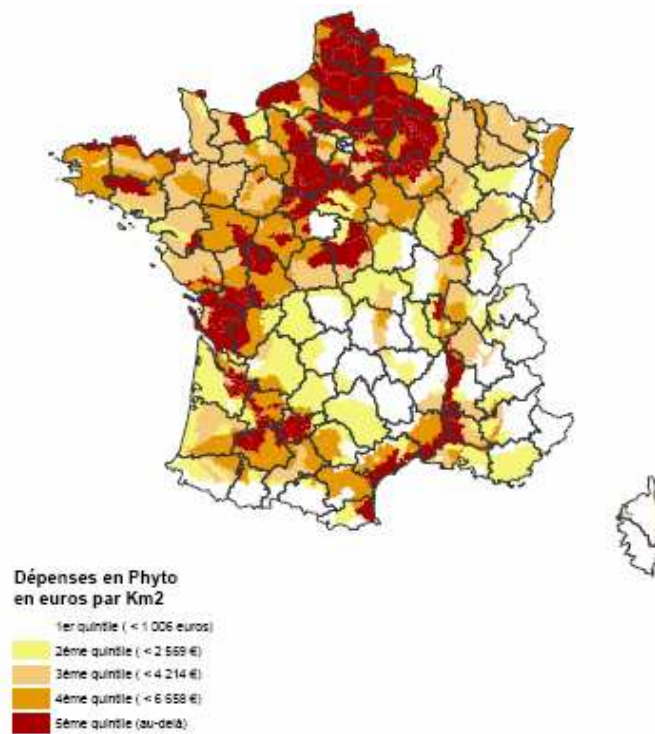 Dépenses en Phyto
en euros par Km2
1er quintile ( < 1 006 euros)
2ème quintile ( < 2 569 €)
3ème quintile ( < 4 214 €)
4ème quintile ( < 6 658 €)
5ème quintile (au-delà)